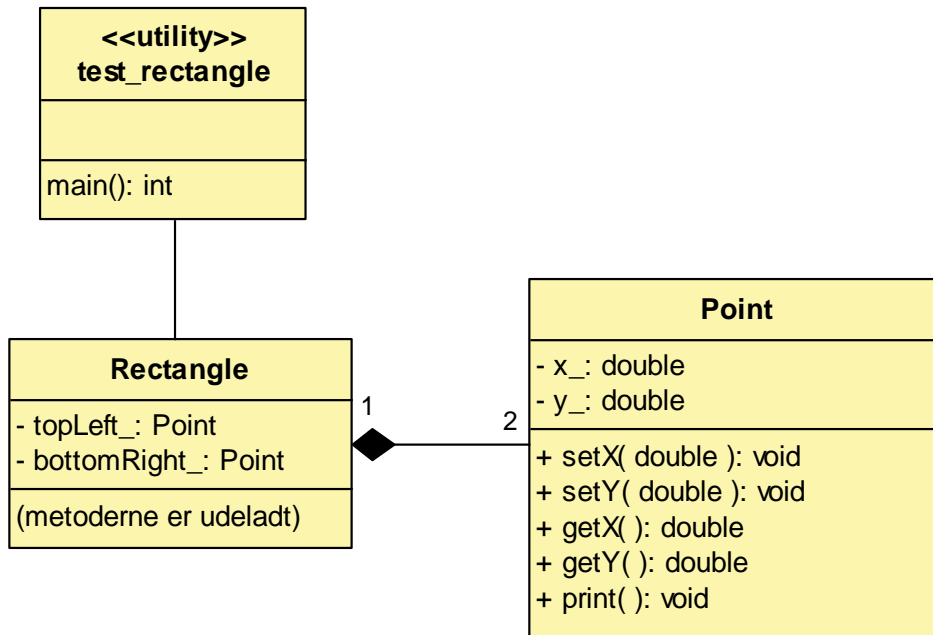 <<utility>>
test_rectangle
main(): int
Rectangle
- topLeft_: Point
- bottomRight_: Point
(metoderne er udeladt)
1
2
Point
- x_: double
- y_: double
+ setX( double ): void
+ setY( double ): void
+ getX( ): double
+ getY( ): double
+ print( ): void